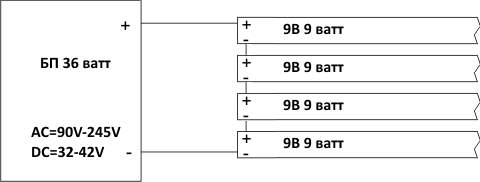 +
БП 36 ватт
AC=90V-245V
DC=32-42V
-
+
-
9В 9 ватт
+
-
9В 9 ватт
+
-
9В 9 ватт
+
-
9В 9 ватт